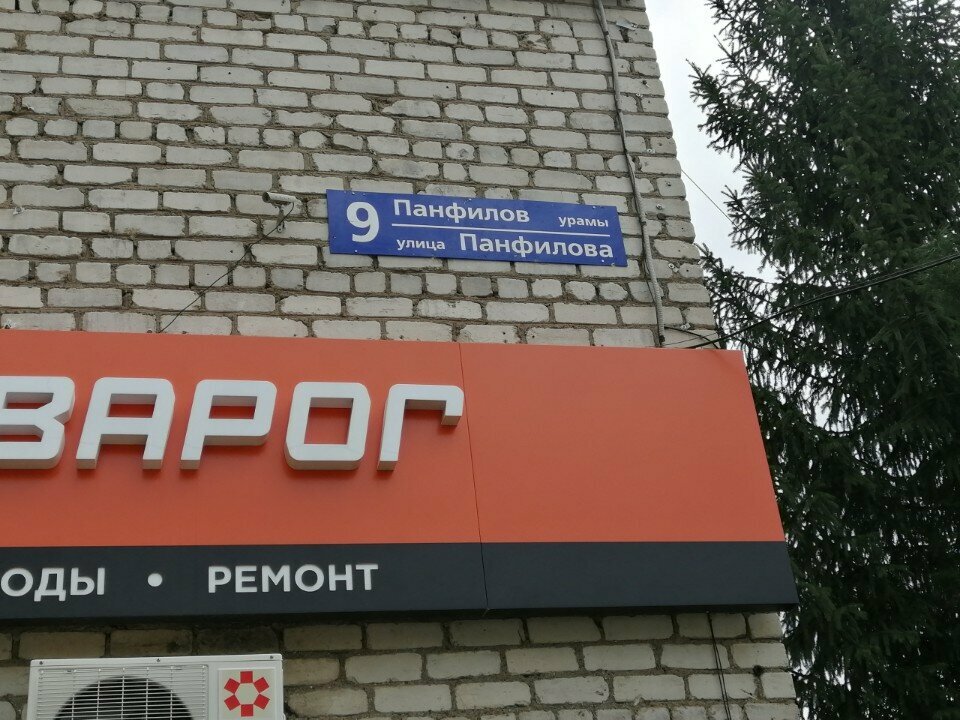 9 Панфилов урамы
улица Панфилова
ВАРОГ
ОДЫ • РЕМОНТ